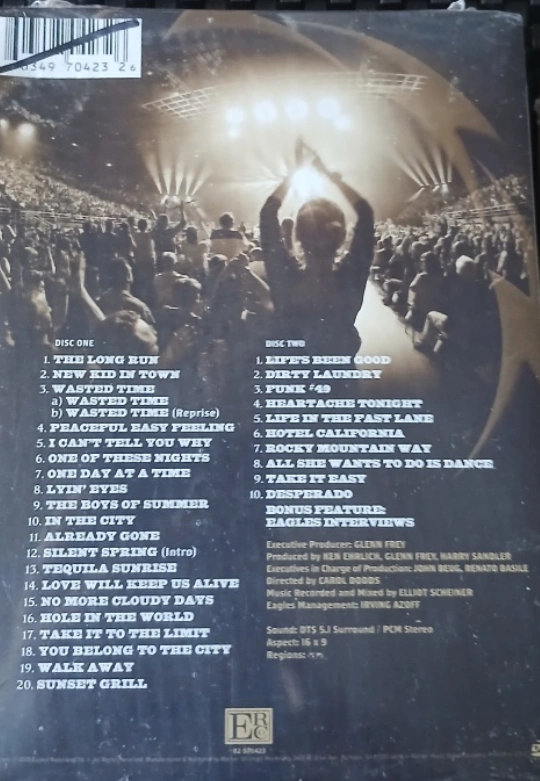 349 70423 2 6
DISC ONE
1. THE LONG RUN
2. NEW KID IN TOWN
3. WASTED TIME
a) WASTED TIME
b) WASTED TIME (Reprise)
4. PEACEFUL EASY FEELING
5. I CAN'T TELL YOU WHY
6. ONE OF THESE NIGHTS
7. ONE DAY AT A TIME
8. LYIN' EYES
9. THE BOYS OF SUMMER
10. IN THE CITY
11. ALREADY GONE
12. SILENT SPRING (Intro)
13. TEQUILA SUNRISE
14. LOVE WILL KEEP US ALIVE
15. NO MORE CLOUDY DAYS
16. HOLE IN THE WORLD
17. TAKE IT TO THE LIMIT
18. YOU BELONG TO THE CITY
19. WALK AWAY
20. SUNSET GRILL
DISC TWO
1. LIFE'S BEEN GOOD
2. DIRTY LAUNDRY
3. FUNK #49
4. HEARTACHE TONIGHT
5. LIFE IN THE FAST LANE
6. HOTEL CALIFORNIA
7. ROCKY MOUNTAIN WAY
8. ALL SHE WANTS TO DO IS DANCE
9. TAKE IT EASY
10. DESPERADO
BONUS FEATURE:
EAGLES INTERVIEWS
Executive Producer: GLENN FREY
Produced by KEN EHRLICH, GLENN FREY, HARRY SANDLER
Executives in Charge of Production: JOHN BEUG, RENATO BASILE
Directed by CAROL DODDS
Music Recorded and Mixed by ELLIOT SCHEINER
Eagles Management: IRVING AZOFF
Sound: DTS 5.1 Surround / PCM Stereo
Aspect: 16 x 9
Regions:
ERC